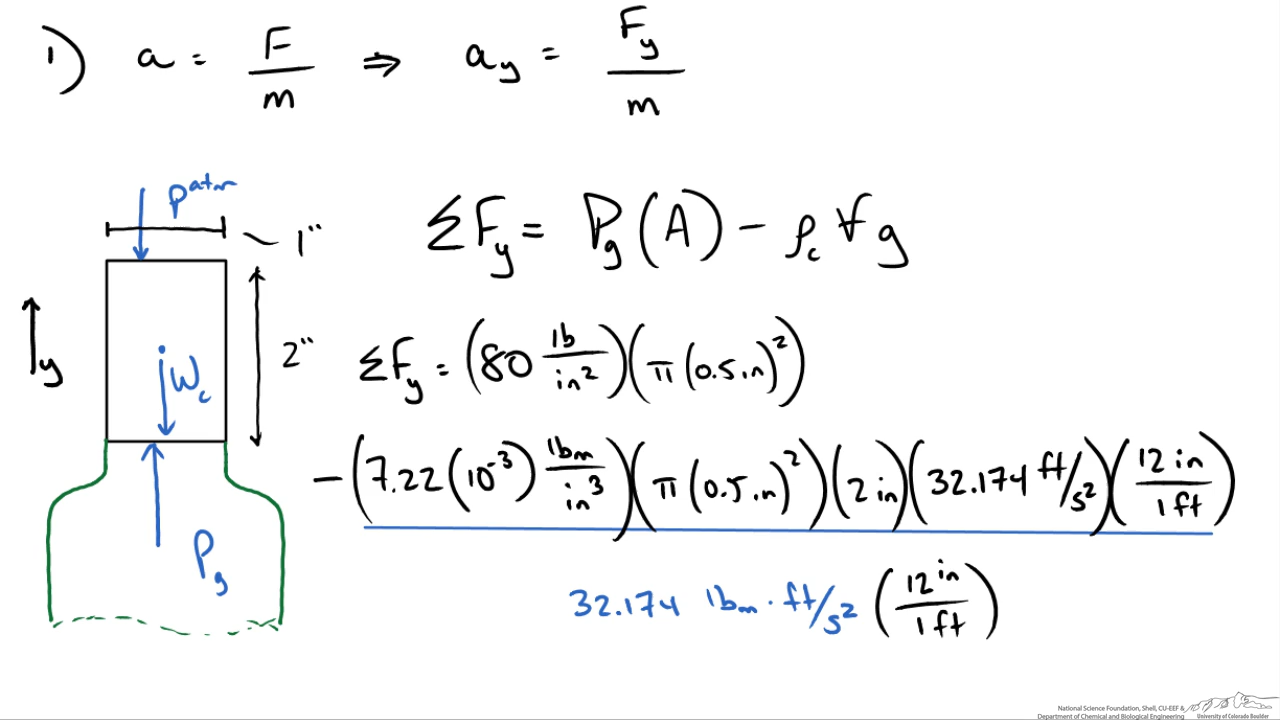 1) a = F/m ⇒ a_y = F_y/m
P^atm
~ 1"
ΣF_y = P_g (A) - ρ_c ∀ g
y
2"
W_c
ΣF_y = (80 lb/in²)(π (0.5 in)²)
- (7.22 (10⁻³) lbm/in³)(π (0.5 in)²)(2 in)(32.174 ft/s²)(12 in/1 ft)
P_g
32.174 lbm · ft/s² (12 in/1 ft)
National Science Foundation, Shell, CU-EEF &
Department of Chemical and Biological Engineering
University of Colorado Boulder